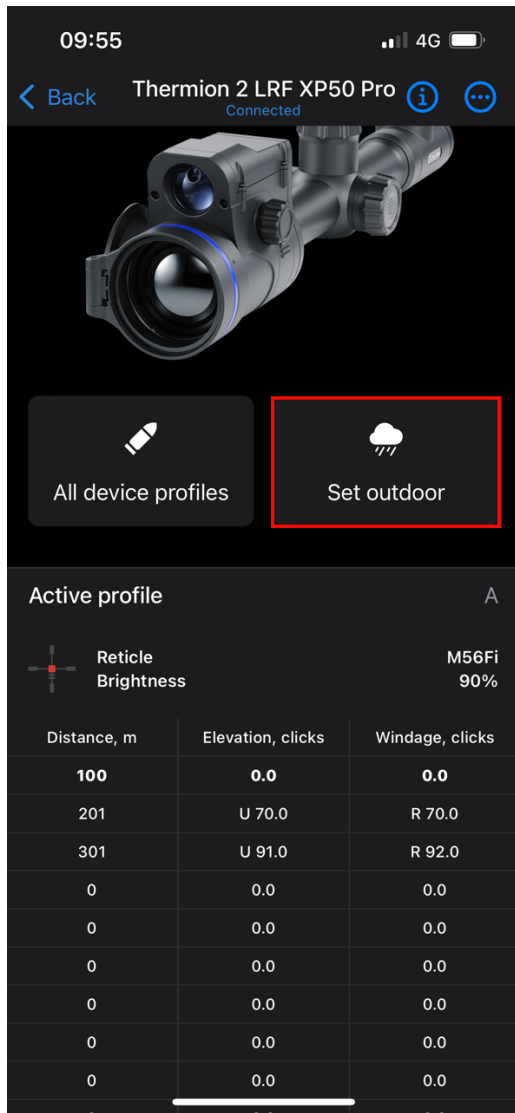 09:55 4G
Back Thermion 2 LRF XP50 Pro
Connected
All device profiles Set outdoor
Active profile A
Reticle M56Fi
Brightness 90%
Distance, m Elevation, clicks Windage, clicks
100 0.0 0.0
201 U 70.0 R 70.0
301 U 91.0 R 92.0
0 0.0 0.0
0 0.0 0.0
0 0.0 0.0
0 0.0 0.0
0 0.0 0.0
0 0.0 0.0